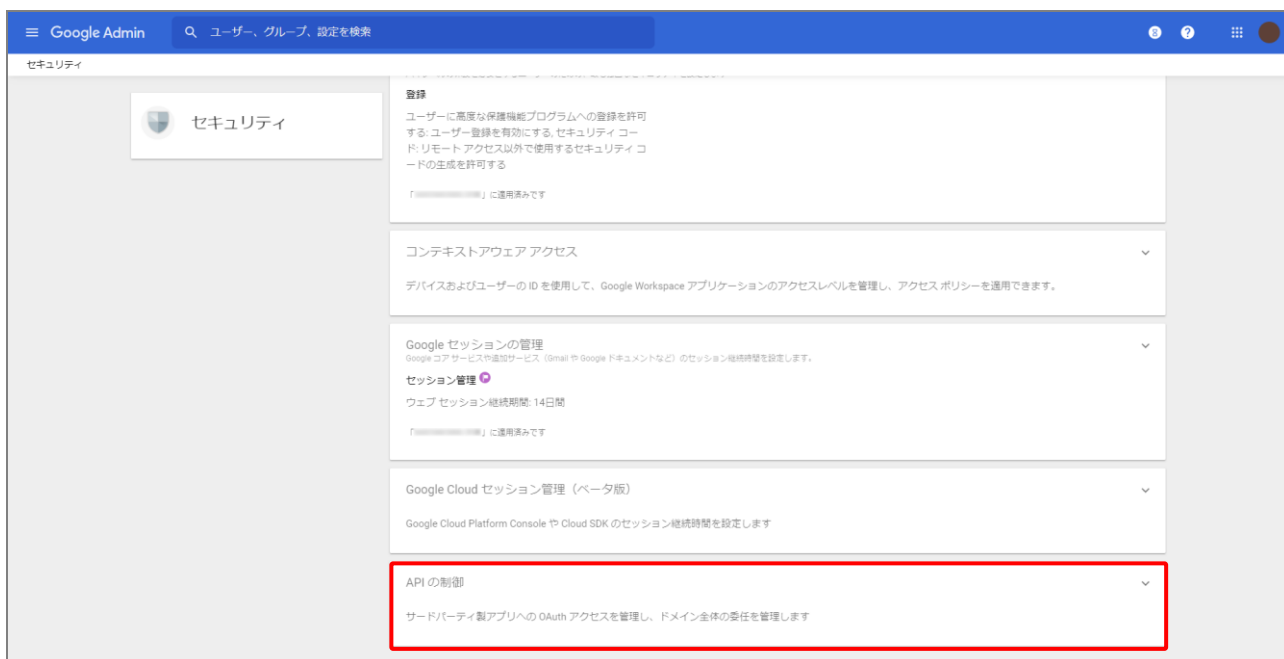 Google Admin
ユーザー、グループ、設定を検索
セキュリティ
セキュリティ
登録
ユーザーに高度な保護機能プログラムへの登録を許可
する: ユーザー登録を有効にする, セキュリティ コー
ド: リモート アクセス以外で使用するセキュリティ コ
ードの生成を許可する
「」に適用済みです
コンテキストアウェア アクセス
デバイスおよびユーザーの ID を使用して、Google Workspace アプリケーションのアクセスレベルを管理し、アクセス ポリシーを適用できます。
Google セッションの管理
Google コア サービスや追加サービス（Gmail や Google ドキュメントなど）のセッション継続時間を設定します。
セッション管理
ウェブ セッション継続期間: 14日間
「」に適用済みです
Google Cloud セッション管理（ベータ版）
Google Cloud Platform Console や Cloud SDK のセッション継続時間を設定します
API の制御
サードパーティ製アプリへの OAuth アクセスを管理し、ドメイン全体の委任を管理します